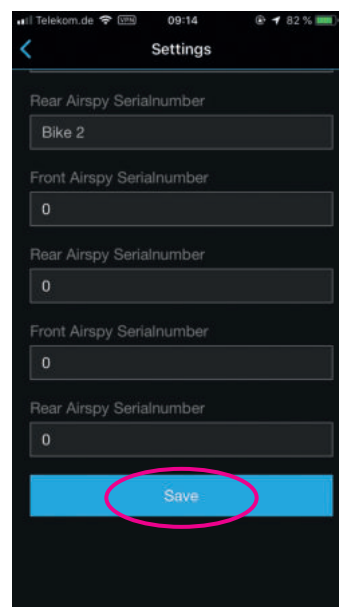 Telekom.de VPN 09:14 82 %
Settings
Rear Airspy Serialnumber
Bike 2
Front Airspy Serialnumber
0
Rear Airspy Serialnumber
0
Front Airspy Serialnumber
0
Rear Airspy Serialnumber
0
Save